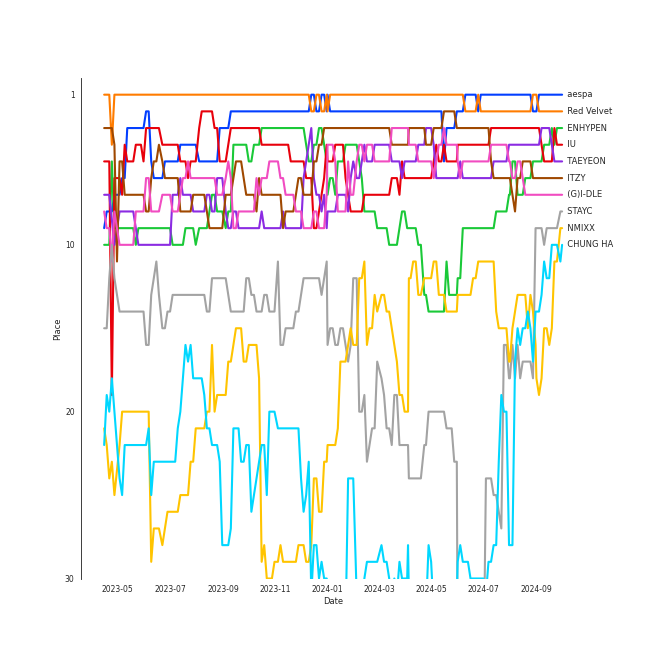 1
10
20
30
Place
2023-05 2023-07 2023-09 2023-11 2024-01 2024-03 2024-05 2024-07 2024-09
Date
aespa
Red Velvet
ENHYPEN
IU
TAEYEON
ITZY
(G)I-DLE
STAYC
NMIXX
CHUNG HA